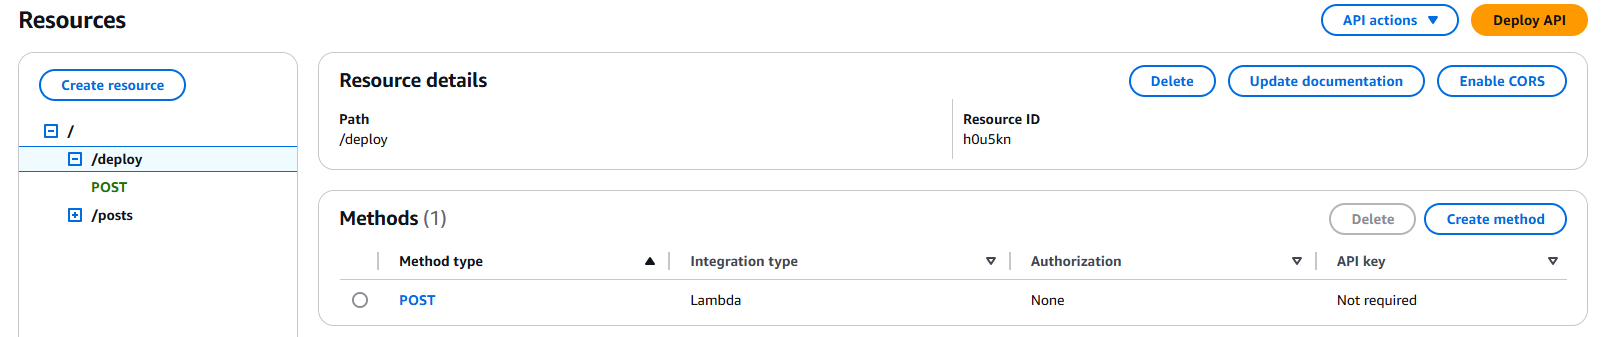 Resources
API actions
Deploy API
Create resource
/
/deploy
POST
/posts
Resource details
Delete
Update documentation
Enable CORS
Path
/deploy
Resource ID
h0u5kn
Methods (1)
Delete
Create method
Method type
Integration type
Authorization
API key
POST
Lambda
None
Not required